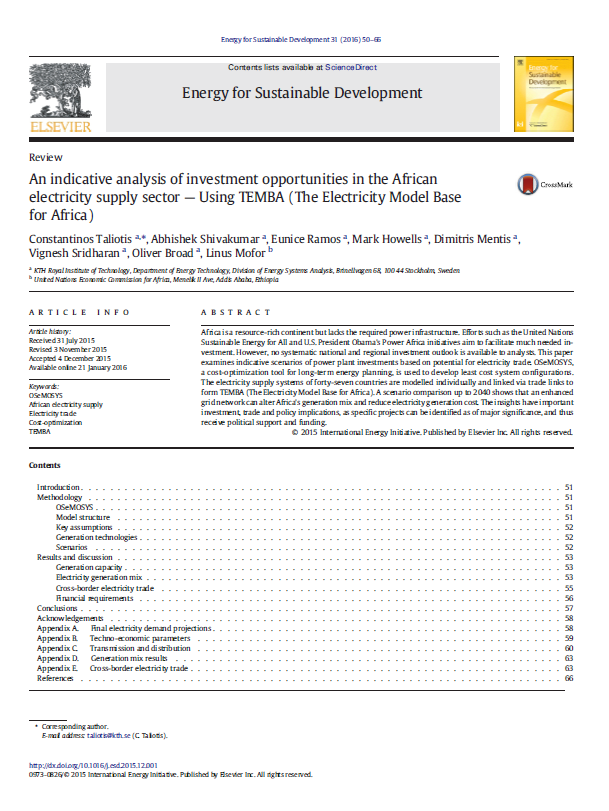 Energy for Sustainable Development 31 (2016) 50–66
Contents lists available at ScienceDirect
Energy for Sustainable Development
ELSEVIER
Energy for
Sustainable
Development
Review
An indicative analysis of investment opportunities in the African
electricity supply sector — Using TEMBA (The Electricity Model Base
for Africa)
CrossMark
Constantinos Taliotis a,*, Abhishek Shivakumar a, Eunice Ramos a, Mark Howells a, Dimitris Mentis a,
Vignesh Sridharan a, Oliver Broad a, Linus Mofor b
a KTH Royal Institute of Technology, Department of Energy Technology, Division of Energy Systems Analysis, Brinellvagen 68, 100 44 Stockholm, Sweden
b United Nations Economic Commission for Africa, Menelik II Ave, Addis Ababa, Ethiopia
ARTICLE INFO
Article history:
Received 31 July 2015
Revised 3 November 2015
Accepted 4 December 2015
Available online 21 January 2016
Keywords:
OSeMOSYS
African electricity supply
Electricity trade
Cost-optimization
TEMBA
ABSTRACT
Africa is a resource-rich continent but lacks the required power infrastructure. Efforts such as the United Nations
Sustainable Energy for All and U.S. President Obama's Power Africa initiatives aim to facilitate much needed in-
vestment. However, no systematic national and regional investment outlook is available to analysts. This paper
examines indicative scenarios of power plant investments based on potential for electricity trade. OSeMOSYS,
a cost-optimization tool for long-term energy planning, is used to develop least cost system configurations.
The electricity supply systems of forty-seven countries are modelled individually and linked via trade links to
form TEMBA (The Electricity Model Base for Africa). A scenario comparison up to 2040 shows that an enhanced
grid network can alter Africa's generation mix and reduce electricity generation cost. The insights have important
investment, trade and policy implications, as specific projects can be identified as of major significance, and thus
receive political support and funding.
© 2015 International Energy Initiative. Published by Elsevier Inc. All rights reserved.
Contents
Introduction . . . 51
Methodology . . . 51
OSeMOSYS . . . 51
Model structure . . . 51
Key assumptions . . . 52
Generation technologies . . . 52
Scenarios . . . 52
Results and discussion . . . 53
Generation capacity . . . 53
Electricity generation mix . . . 53
Cross-border electricity trade . . . 55
Financial requirements . . . 56
Conclusions . . . 57
Acknowledgements . . . 58
Appendix A. Final electricity demand projections . . . 58
Appendix B. Techno-economic parameters . . . 59
Appendix C. Transmission and distribution . . . 60
Appendix D. Generation mix results . . . 63
Appendix E. Cross-border electricity trade . . . 63
References . . . 66
* Corresponding author.
E-mail address: taliotis@kth.se (C. Taliotis).
http://dx.doi.org/10.1016/j.esd.2015.12.001
0973-0826/© 2015 International Energy Initiative. Published by Elsevier Inc. All rights reserved.